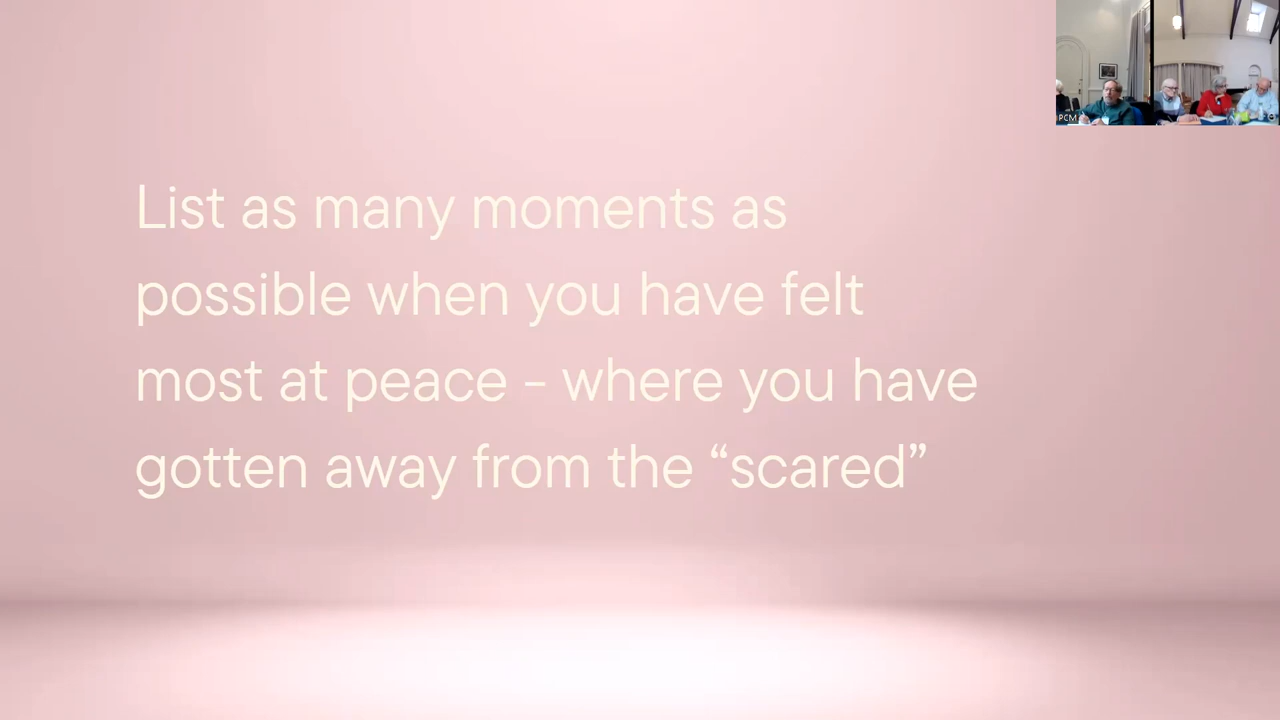 PCM
List as many moments as
possible when you have felt
most at peace - where you have
gotten away from the “scared”